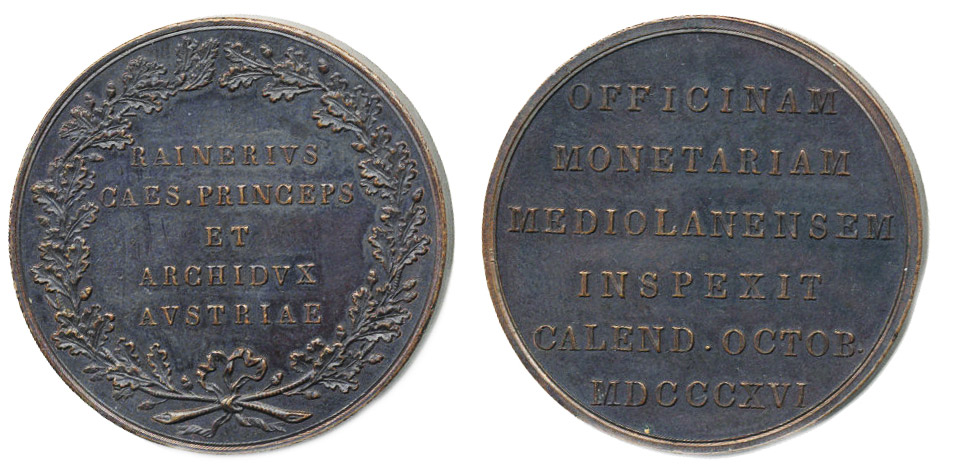 RAINERIVS
CAES. PRINCEPS
ET
ARCHIDVX
AVSTRIAE
OFFICINAM
MONETARIAM
MEDIOLANENSEM
INSPEXIT
CALEND. OCTOB.
MDCCCXVI